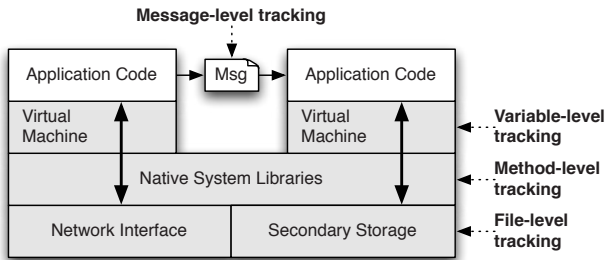 Message-level tracking
Application Code
Msg
Application Code
Virtual
Machine
Virtual
Machine
Variable-level
tracking
Native System Libraries
Method-level
tracking
Network Interface
Secondary Storage
File-level
tracking